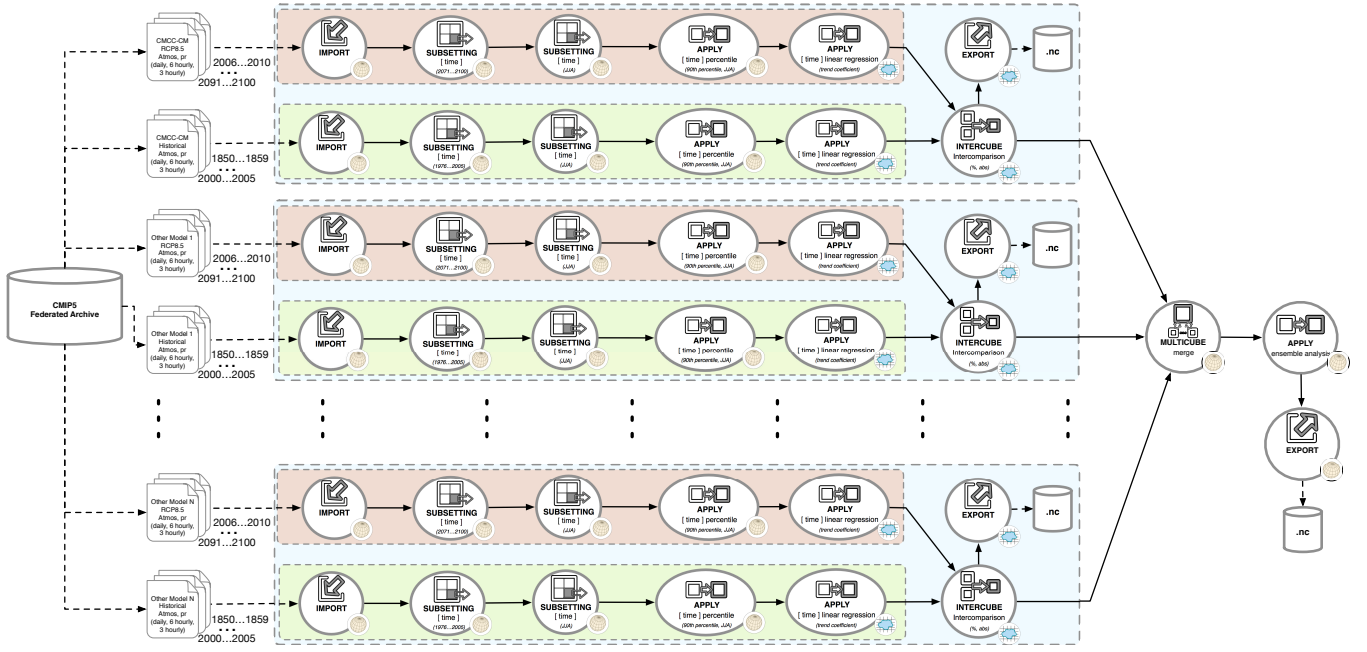 CMIP5
Federated Archive
CMCC-CM
RCP8.5
Atmos, pr
(daily, 6 hourly,
3 hourly)
2006...2010
...
2091...2100
IMPORT
SUBSETTING
[ time ]
(2071...2100)
SUBSETTING
[ time ]
(JJA)
APPLY
[ time ] percentile
(90th percentile, JJA)
APPLY
[ time ] linear regression
(trend coefficient)
EXPORT
.nc
CMCC-CM
Historical
Atmos, pr
(daily, 6 hourly,
3 hourly)
1850...1859
...
2000...2005
IMPORT
SUBSETTING
[ time ]
(1976...2005)
SUBSETTING
[ time ]
(JJA)
APPLY
[ time ] percentile
(90th percentile, JJA)
APPLY
[ time ] linear regression
(trend coefficient)
INTERCUBE
Intercomparison
(%, abs)
Other Model 1
RCP8.5
Atmos, pr
(daily, 6 hourly,
3 hourly)
2006...2010
...
2091...2100
IMPORT
SUBSETTING
[ time ]
(2071...2100)
SUBSETTING
[ time ]
(JJA)
APPLY
[ time ] percentile
(90th percentile, JJA)
APPLY
[ time ] linear regression
(trend coefficient)
EXPORT
.nc
Other Model 1
Historical
Atmos, pr
(daily, 6 hourly,
3 hourly)
1850...1859
...
2000...2005
IMPORT
SUBSETTING
[ time ]
(1976...2005)
SUBSETTING
[ time ]
(JJA)
APPLY
[ time ] percentile
(90th percentile, JJA)
APPLY
[ time ] linear regression
(trend coefficient)
INTERCUBE
Intercomparison
(%, abs)
MULTICUBE
merge
APPLY
ensemble analysis
EXPORT
.nc
Other Model N
RCP8.5
Atmos, pr
(daily, 6 hourly,
3 hourly)
2006...2010
...
2091...2100
IMPORT
SUBSETTING
[ time ]
(2071...2100)
SUBSETTING
[ time ]
(JJA)
APPLY
[ time ] percentile
(90th percentile, JJA)
APPLY
[ time ] linear regression
(trend coefficient)
EXPORT
.nc
Other Model N
Historical
Atmos, pr
(daily, 6 hourly,
3 hourly)
1850...1859
...
2000...2005
IMPORT
SUBSETTING
[ time ]
(1976...2005)
SUBSETTING
[ time ]
(JJA)
APPLY
[ time ] percentile
(90th percentile, JJA)
APPLY
[ time ] linear regression
(trend coefficient)
INTERCUBE
Intercomparison
(%, abs)